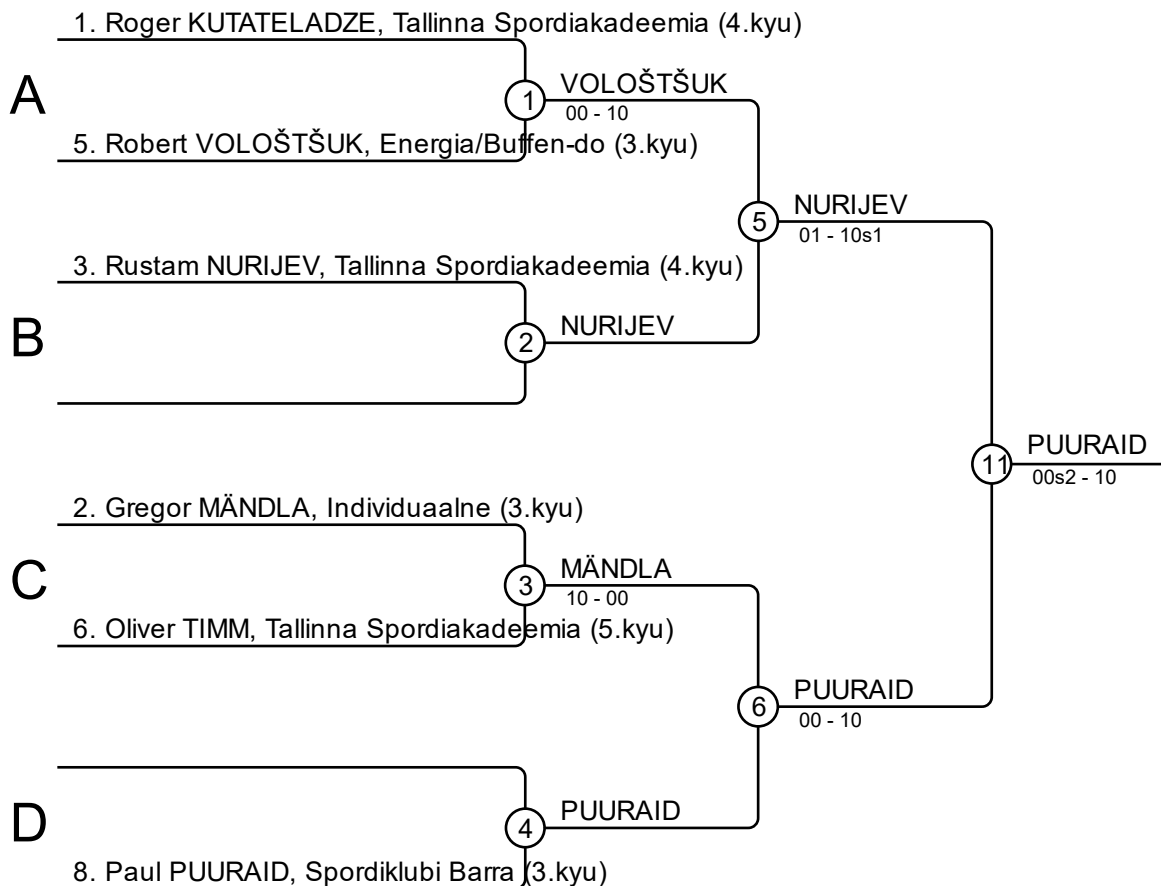 1. Roger KUTATELADZE, Tallinna Spordiakadeemia (4.kyu)
A
1
VOLOŠTŠUK
00 - 10
5. Robert VOLOŠTŠUK, Energia/Buffen-do (3.kyu)
5
NURIJEV
01 - 10s1
3. Rustam NURIJEV, Tallinna Spordiakadeemia (4.kyu)
B
2
NURIJEV
11
PUURAID
00s2 - 10
2. Gregor MÄNDLA, Individuaalne (3.kyu)
C
3
MÄNDLA
10 - 00
6. Oliver TIMM, Tallinna Spordiakadeemia (5.kyu)
6
PUURAID
00 - 10
D
4
PUURAID
8. Paul PUURAID, Spordiklubi Barra (3.kyu)